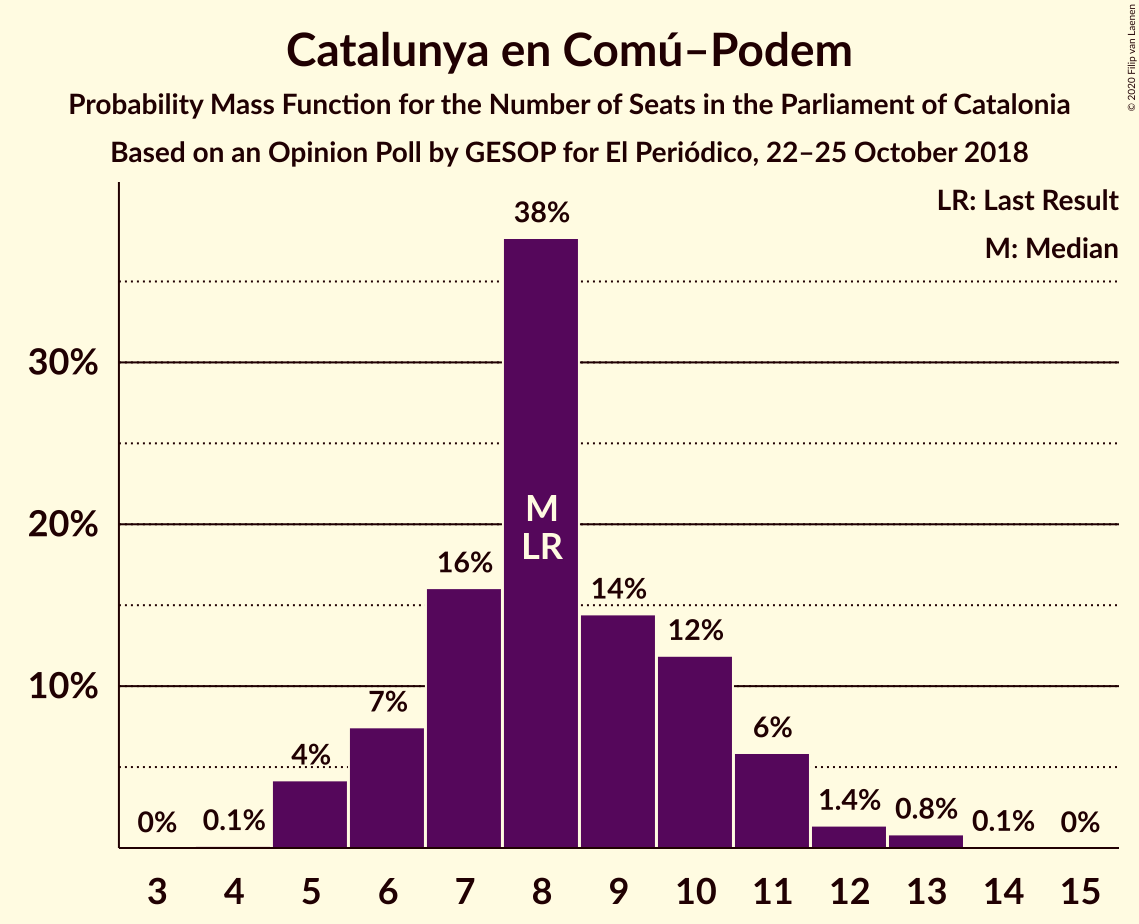 Catalunya en Comú–Podem
Probability Mass Function for the Number of Seats in the Parliament of Catalonia
Based on an Opinion Poll by GESOP for El Periódico, 22–25 October 2018
© 2020 Filip van Laenen
LR: Last Result
M: Median
38%
30%
20%
10%
M
LR
0%
0.1%
4%
7%
16%
14%
12%
6%
1.4%
0.8%
0.1%
0%
3 4 5 6 7 8 9 10 11 12 13 14 15